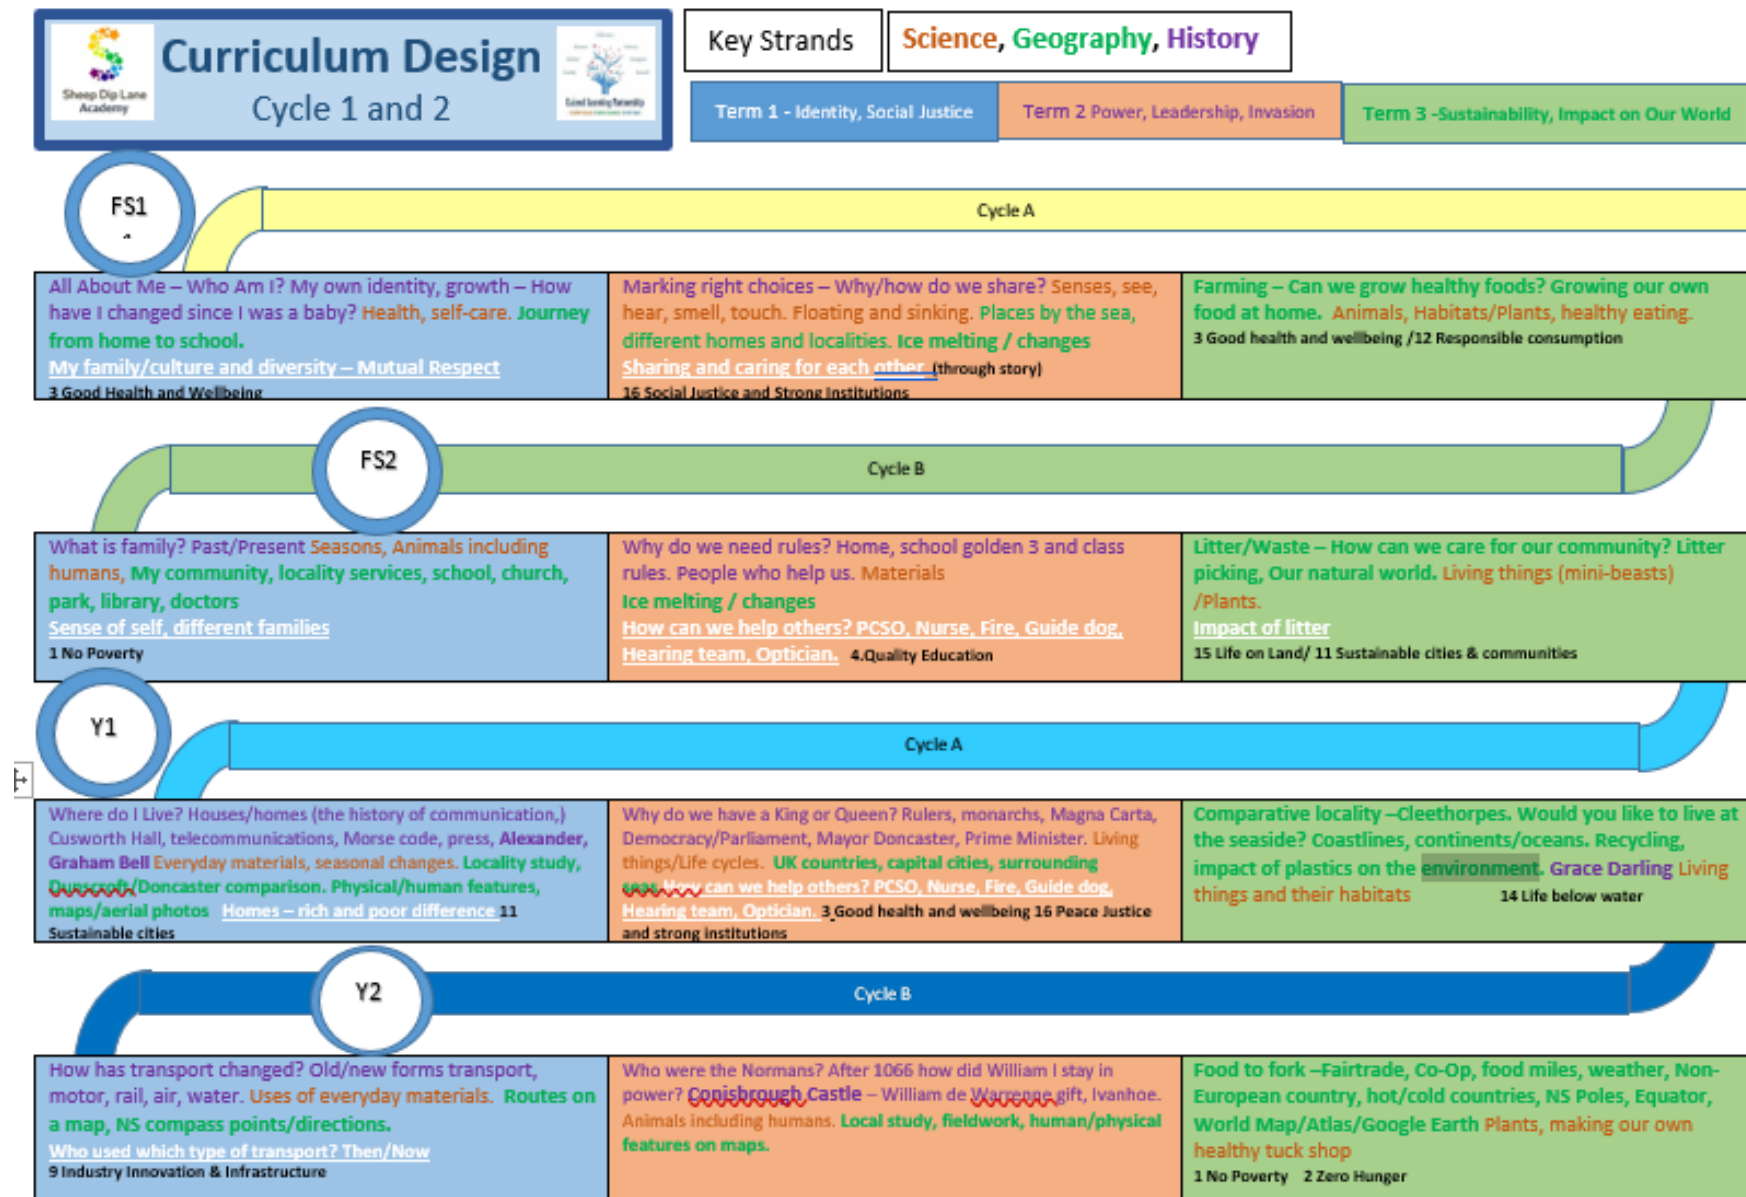 Sheep Dip Lane
Academy
Curriculum Design
Cycle 1 and 2
Key Strands
Science, Geography, History
Term 1 - Identity, Social Justice
Term 2 Power, Leadership, Invasion
Term 3 -Sustainability, Impact on Our World
FS1
Cycle A
All About Me – Who Am I? My own identity, growth – How
have I changed since I was a baby? Health, self-care. Journey
from home to school.
My family/culture and diversity – Mutual Respect
3 Good Health and Wellbeing
Marking right choices – Why/how do we share? Senses, see,
hear, smell, touch. Floating and sinking. Places by the sea,
different homes and localities. Ice melting / changes
Sharing and caring for each other (through story)
16 Social Justice and Strong Institutions
Farming – Can we grow healthy foods? Growing our own
food at home. Animals, Habitats/Plants, healthy eating.
3 Good health and wellbeing /12 Responsible consumption
FS2
Cycle B
What is family? Past/Present Seasons, Animals including
humans, My community, locality services, school, church,
park, library, doctors
Sense of self, different families
1 No Poverty
Why do we need rules? Home, school golden 3 and class
rules. People who help us. Materials
Ice melting / changes
How can we help others? PCSO, Nurse, Fire, Guide dog,
Hearing team, Optician. 4.Quality Education
Litter/Waste – How can we care for our community? Litter
picking, Our natural world. Living things (mini-beasts)
/Plants.
Impact of litter
15 Life on Land/ 11 Sustainable cities & communities
Y1
Cycle A
Where do I Live? Houses/homes (the history of communication,)
Cusworth Hall, telecommunications, Morse code, press, Alexander,
Graham Bell Everyday materials, seasonal changes. Locality study,
Dunscroft/Doncaster comparison. Physical/human features,
maps/aerial photos Homes – rich and poor difference 11
Sustainable cities
Why do we have a King or Queen? Rulers, monarchs, Magna Carta,
Democracy/Parliament, Mayor Doncaster, Prime Minister. Living
things/Life cycles. UK countries, capital cities, surrounding
seas How can we help others? PCSO, Nurse, Fire, Guide dog,
Hearing team, Optician. 3 Good health and wellbeing 16 Peace Justice
and strong institutions
Comparative locality –Cleethorpes. Would you like to live at
the seaside? Coastlines, continents/oceans. Recycling,
impact of plastics on the environment. Grace Darling Living
things and their habitats 14 Life below water
Y2
Cycle B
How has transport changed? Old/new forms transport,
motor, rail, air, water. Uses of everyday materials. Routes on
a map, NS compass points/directions.
Who used which type of transport? Then/Now
9 Industry Innovation & Infrastructure
Who were the Normans? After 1066 how did William I stay in
power? Conisbrough Castle – William de Warrenne gift, Ivanhoe.
Animals including humans. Local study, fieldwork, human/physical
features on maps.
Food to fork –Fairtrade, Co-Op, food miles, weather, Non-
European country, hot/cold countries, NS Poles, Equator,
World Map/Atlas/Google Earth Plants, making our own
healthy tuck shop
1 No Poverty 2 Zero Hunger